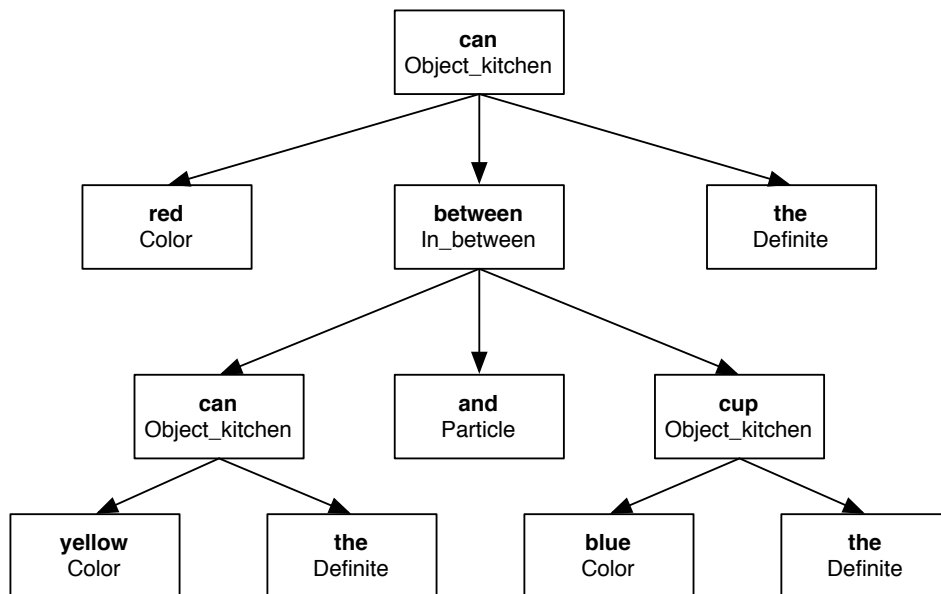 can
Object_kitchen
red
Color
between
In_between
the
Definite
can
Object_kitchen
and
Particle
cup
Object_kitchen
yellow
Color
the
Definite
blue
Color
the
Definite